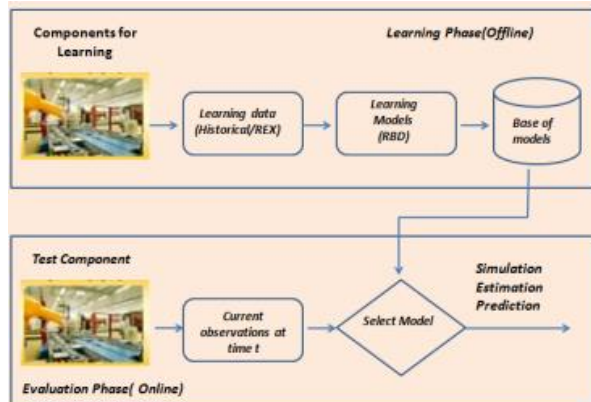 Components for
Learning
Learning Phase(Offline)
Learning data
(Historical/REX)
Learning
Models
(RBD)
Base of
models
Test Component
Current
observations at
time t
Select Model
Simulation
Estimation
Prediction
Evaluation Phase( Online)